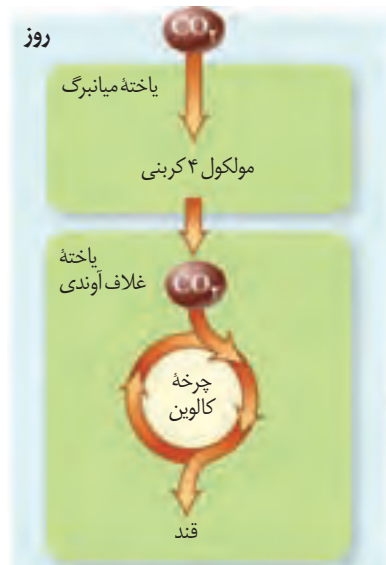 روز
CO₂
یاختهٔ میانبرگ
مولکول ۴ کربنی
یاختهٔ
غلاف آوندی
CO₂
چرخهٔ
کالوین
قند